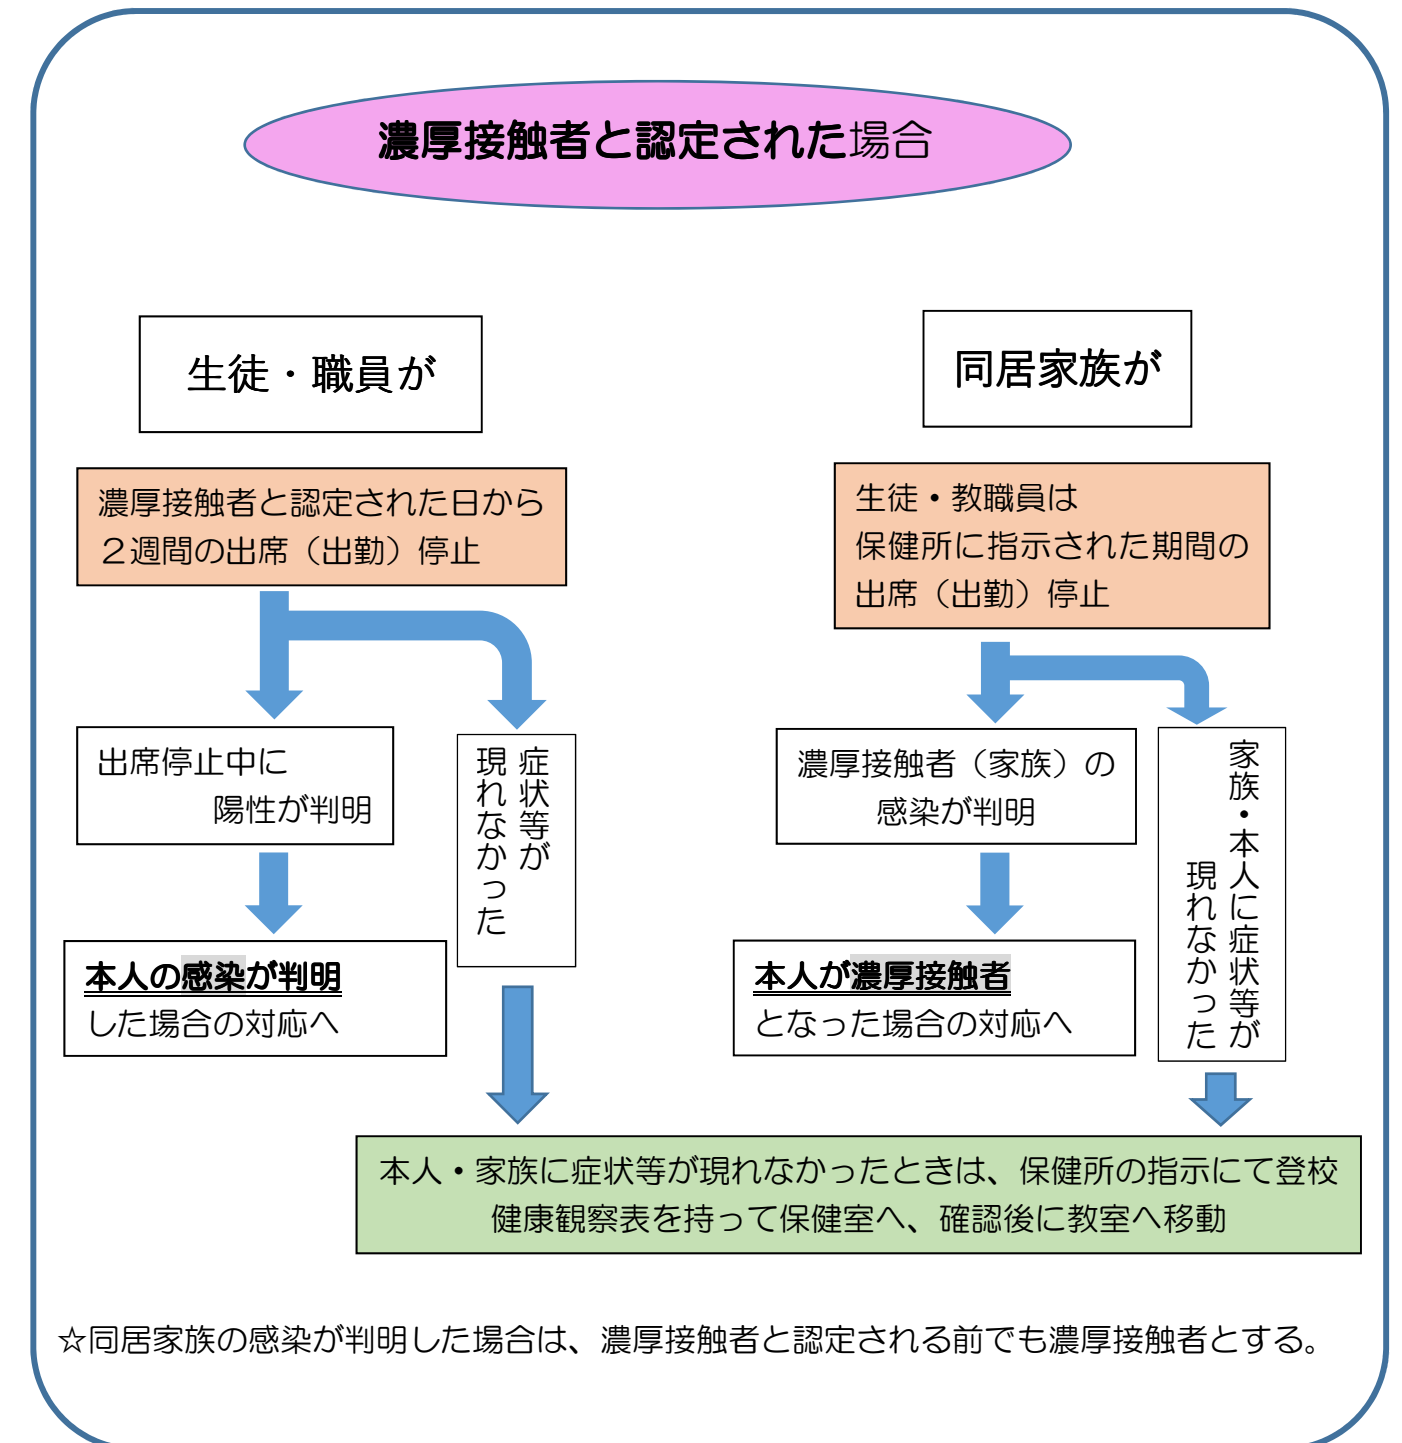 濃厚接触者と認定された場合
生徒・職員が
濃厚接触者と認定された日から
２週間の出席（出勤）停止
出席停止中に
陽性が判明
症状等が
現れなかった
本人の感染が判明
した場合の対応へ
同居家族が
生徒・教職員は
保健所に指示された期間の
出席（出勤）停止
濃厚接触者（家族）の
感染が判明
家族・本人に症状等が
現れなかった
本人が濃厚接触者
となった場合の対応へ
本人・家族に症状等が現れなかったときは、保健所の指示にて登校
健康観察表を持って保健室へ、確認後に教室へ移動
☆同居家族の感染が判明した場合は、濃厚接触者と認定される前でも濃厚接触者とする。